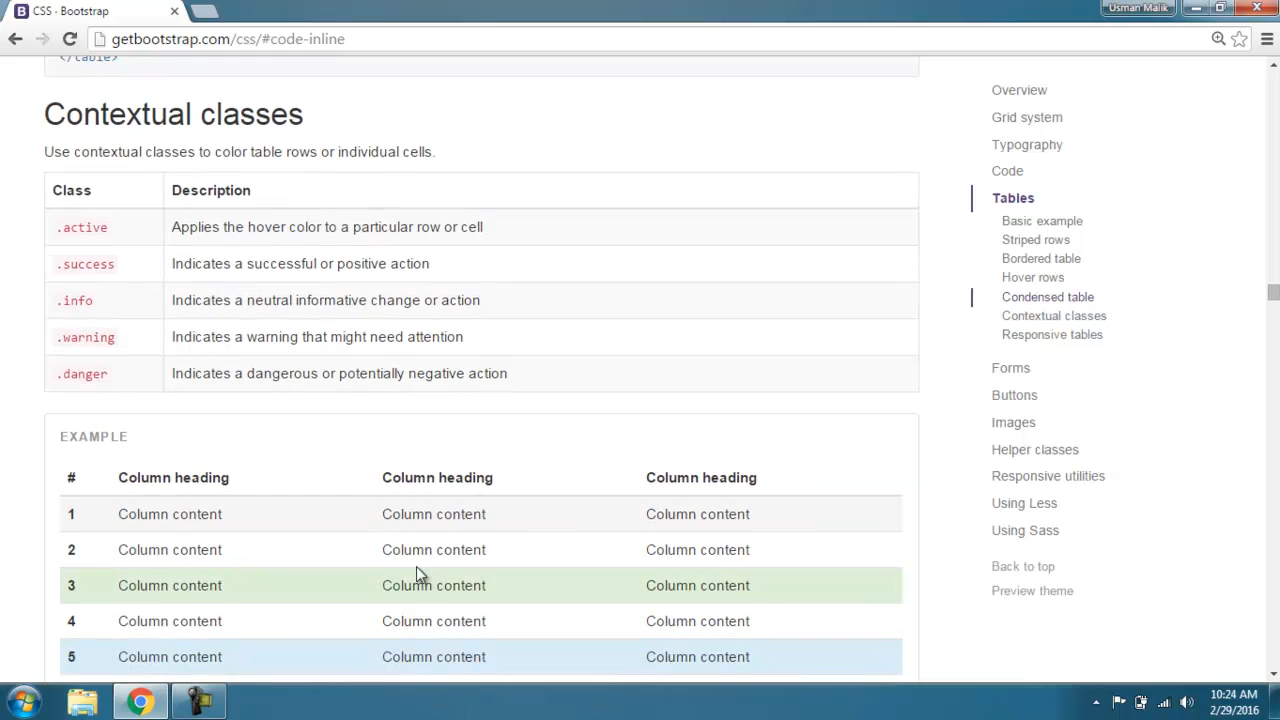 CSS - Bootstrap
Usman Malik
getbootstrap.com/css/#code-inline
</table>
Contextual classes
Use contextual classes to color table rows or individual cells.
Class Description
.active Applies the hover color to a particular row or cell
.success Indicates a successful or positive action
.info Indicates a neutral informative change or action
.warning Indicates a warning that might need attention
.danger Indicates a dangerous or potentially negative action
EXAMPLE
# Column heading Column heading Column heading
1 Column content Column content Column content
2 Column content Column content Column content
3 Column content Column content Column content
4 Column content Column content Column content
5 Column content Column content Column content
Overview
Grid system
Typography
Code
Tables
Basic example
Striped rows
Bordered table
Hover rows
Condensed table
Contextual classes
Responsive tables
Forms
Buttons
Images
Helper classes
Responsive utilities
Using Less
Using Sass
Back to top
Preview theme
10:24 AM
2/29/2016